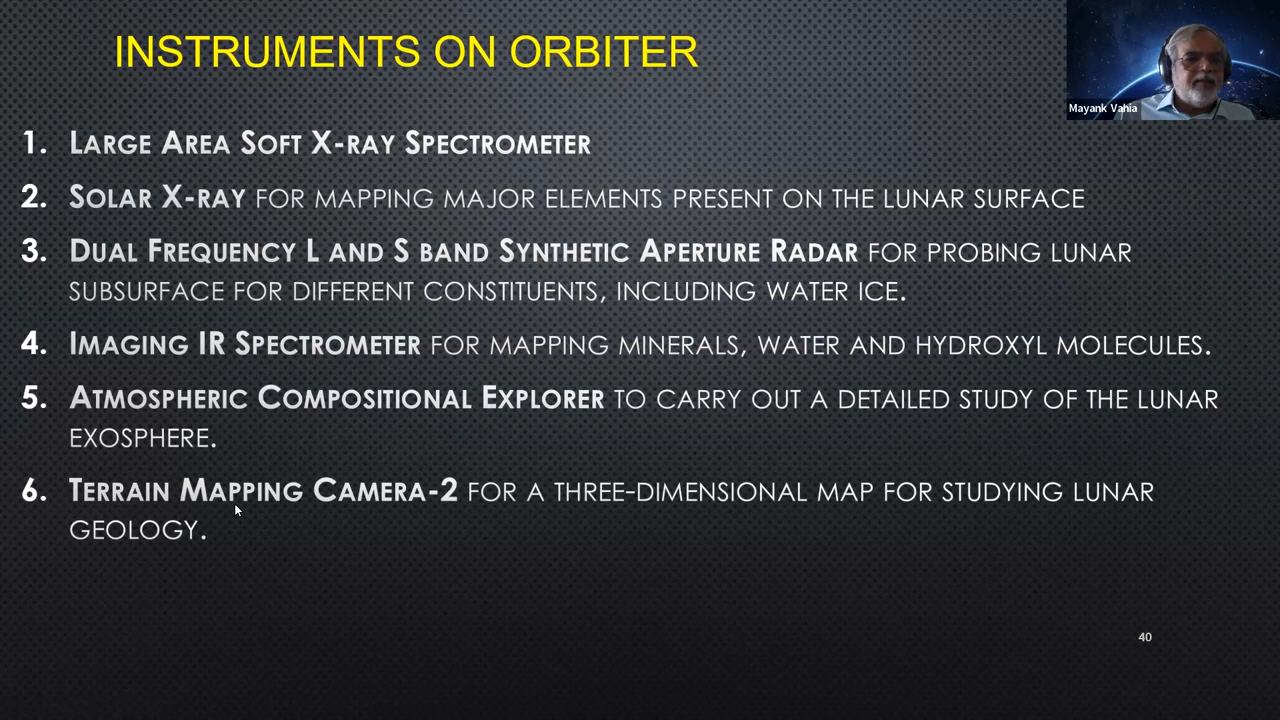 INSTRUMENTS ON ORBITER
Mayank Vahia
1. LARGE AREA SOFT X-RAY SPECTROMETER
2. SOLAR X-RAY FOR MAPPING MAJOR ELEMENTS PRESENT ON THE LUNAR SURFACE
3. DUAL FREQUENCY L AND S BAND SYNTHETIC APERTURE RADAR FOR PROBING LUNAR
SUBSURFACE FOR DIFFERENT CONSTITUENTS, INCLUDING WATER ICE.
4. IMAGING IR SPECTROMETER FOR MAPPING MINERALS, WATER AND HYDROXYL MOLECULES.
5. ATMOSPHERIC COMPOSITIONAL EXPLORER TO CARRY OUT A DETAILED STUDY OF THE LUNAR
EXOSPHERE.
6. TERRAIN MAPPING CAMERA-2 FOR A THREE-DIMENSIONAL MAP FOR STUDYING LUNAR
GEOLOGY.
40